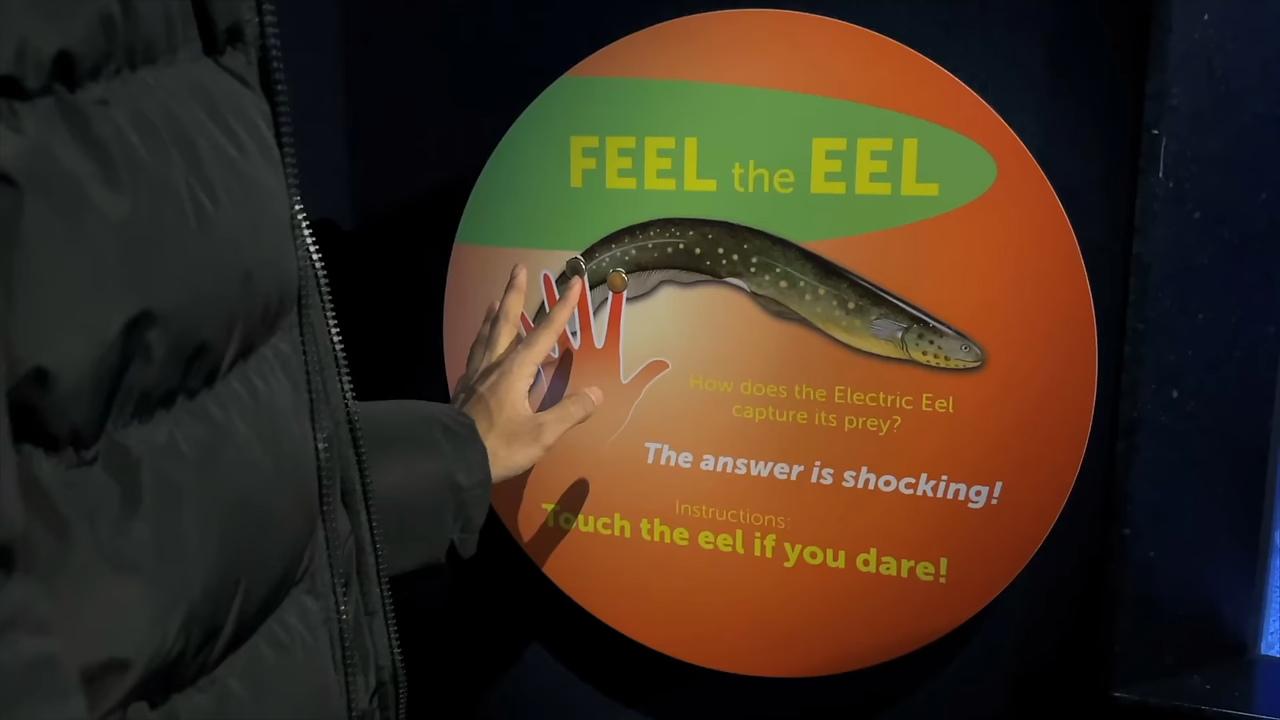 FEEL the EEL
How does the Electric Eel
capture its prey?
The answer is shocking!
Instructions:
Touch the eel if you dare!